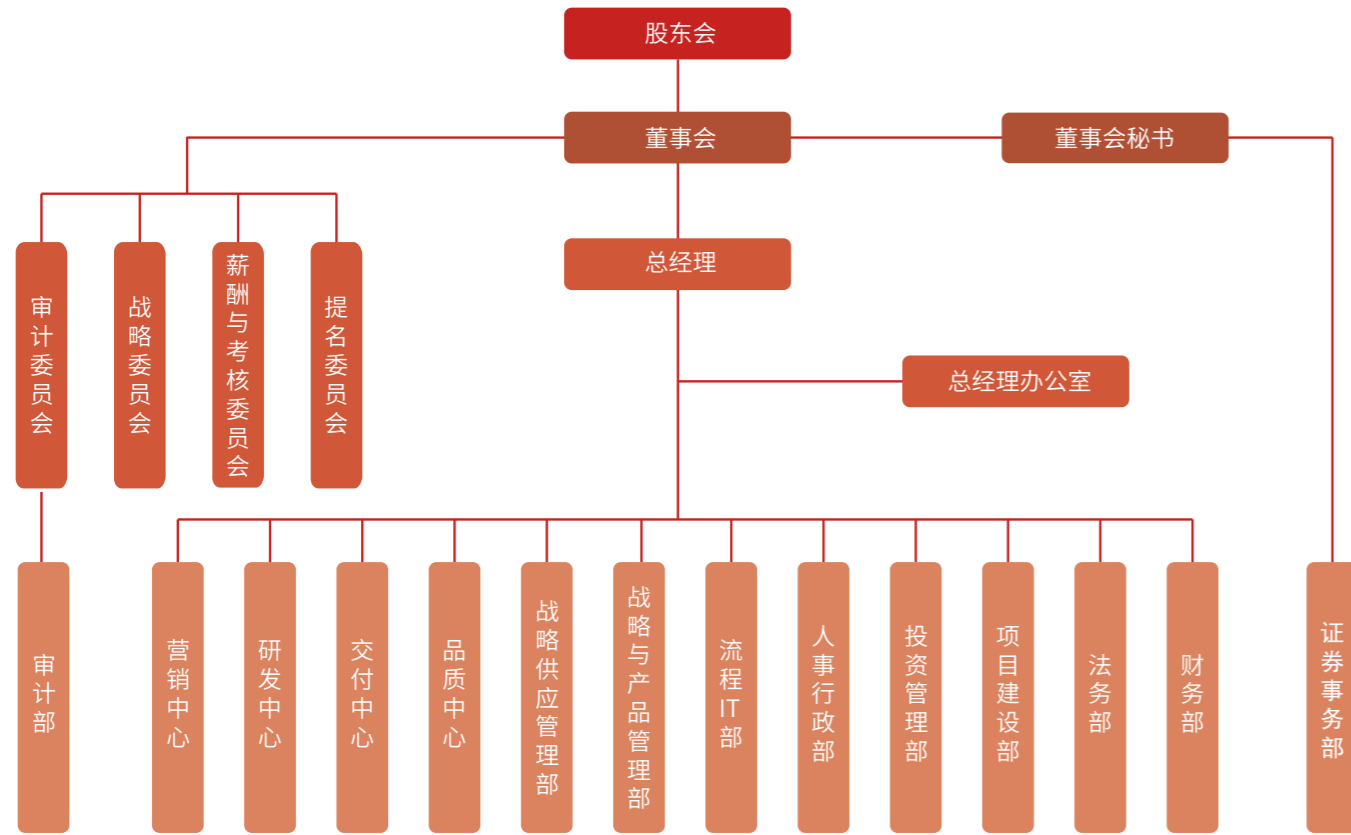 股东会
董事会
董事会秘书
总经理
总经理办公室
审计委员会
战略委员会
薪酬与考核委员会
提名委员会
审计部
营销中心
研发中心
交付中心
品质中心
战略供应管理部
战略与产品管理部
流程IT部
人事行政部
投资管理部
项目建设部
法务部
财务部
证券事务部